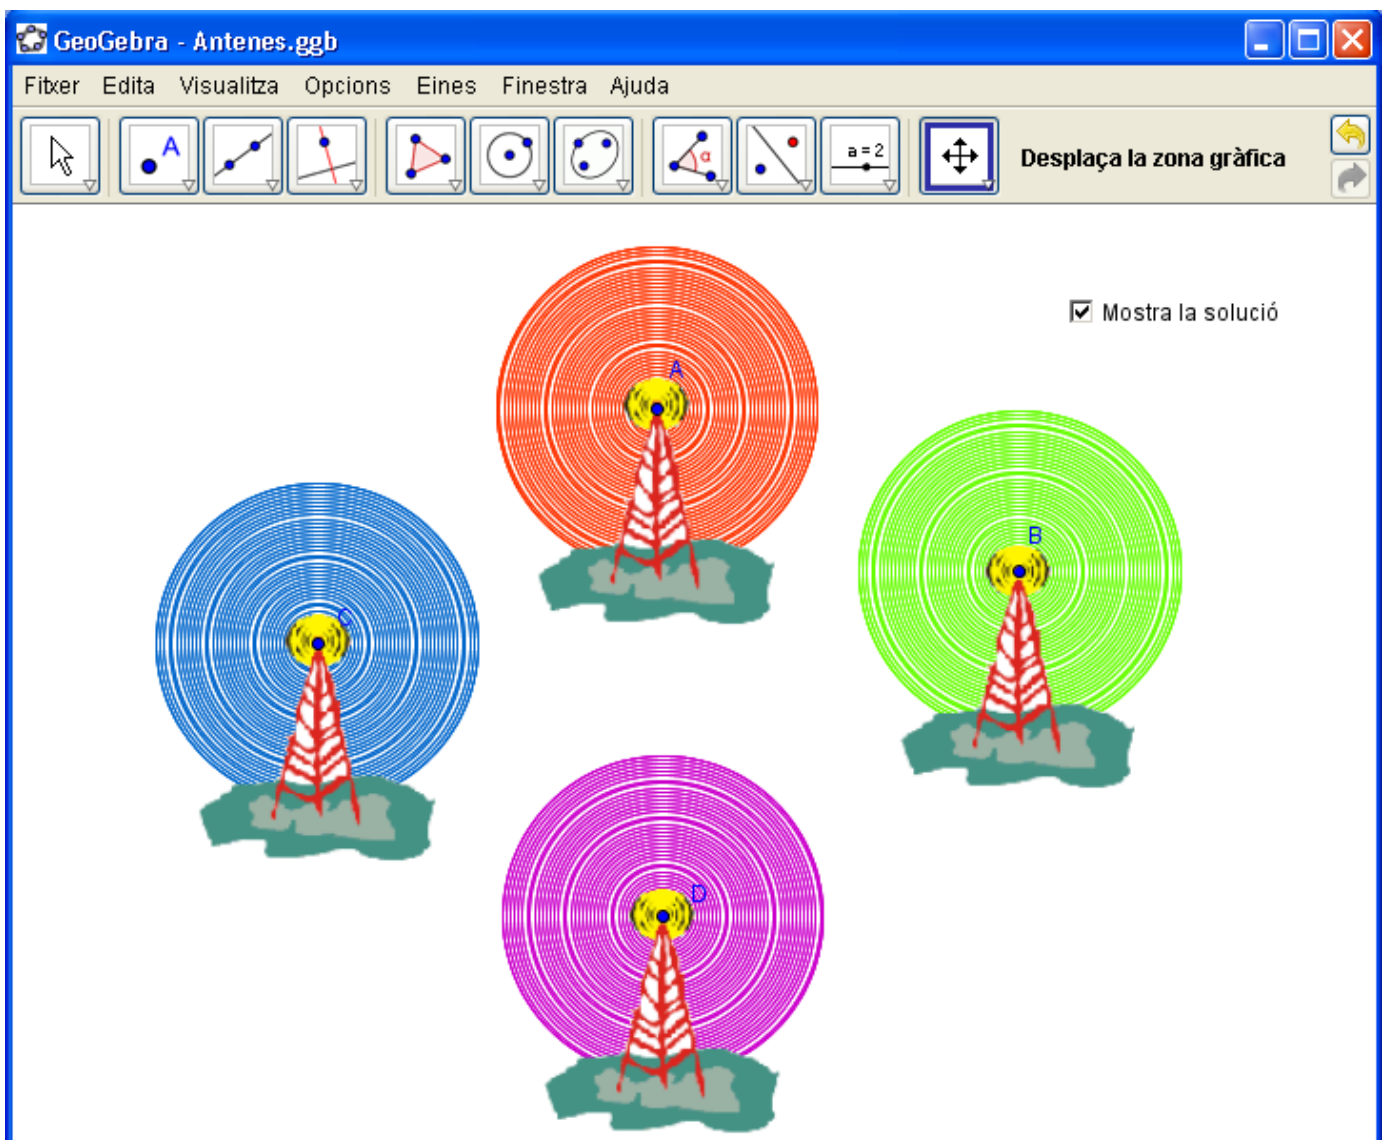 GeoGebra - Antenes.ggb
Fitxer Edita Visualitza Opcions Eines Finestra Ajuda
A α a = 2 Desplaça la zona gràfica
Mostra la solució
A
B
C
D